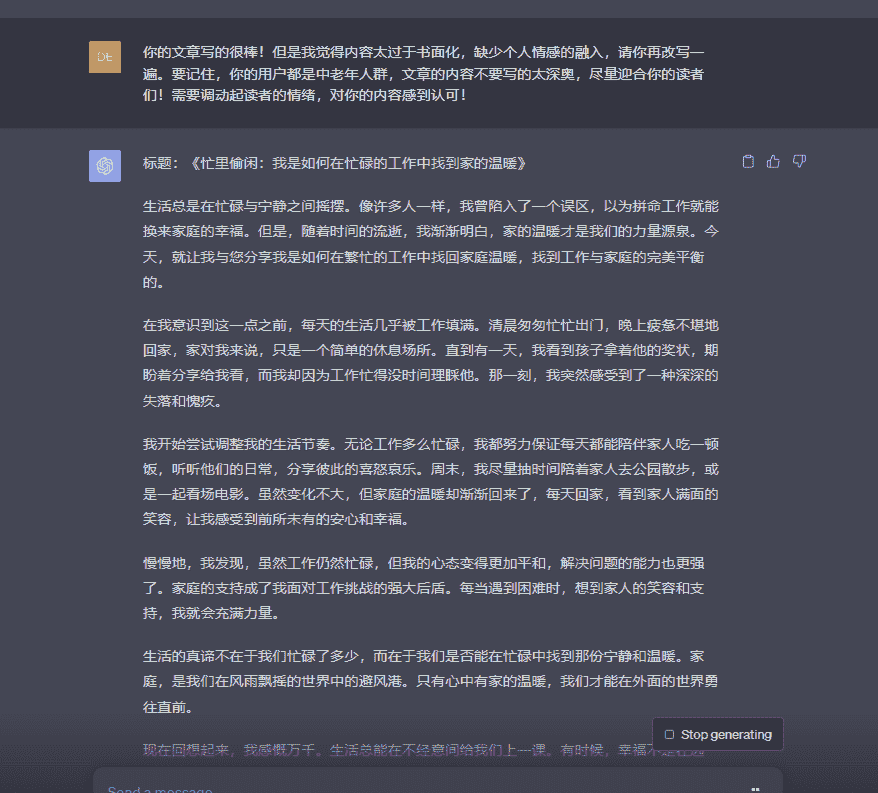 DE
你的文章写的很棒！但是我觉得内容太过于书面化，缺少个人情感的融入，请你再改写一
遍。要记住，你的用户都是中老年人群，文章的内容不要写的太深奥，尽量迎合你的读者
们！需要调动起读者的情绪，对你的内容感到认可！
标题：《忙里偷闲：我是如何在忙碌的工作中找到家的温暖》
生活总是在忙碌与宁静之间摇摆。像许多人一样，我曾陷入了一个误区，以为拼命工作就能
换来家庭的幸福。但是，随着时间的流逝，我渐渐明白，家的温暖才是我们的力量源泉。今
天，就让我与您分享我是如何在繁忙的工作中找回家庭温暖，找到工作与家庭的完美平衡
的。
在我意识到这一点之前，每天的生活几乎被工作填满。清晨匆匆忙忙出门，晚上疲惫不堪地
回家，家对我来说，只是一个简单的休息场所。直到有一天，我看到孩子拿着他的奖状，期
盼着分享给我看，而我却因为工作忙得没时间理睬他。那一刻，我突然感受到了一种深深的
失落和愧疚。
我开始尝试调整我的生活节奏。无论工作多么忙碌，我都努力保证每天都能陪伴家人吃一顿
饭，听听他们的日常，分享彼此的喜怒哀乐。周末，我尽量抽时间陪着家人去公园散步，或
是一起看场电影。虽然变化不大，但家庭的温暖却渐渐回来了，每天回家，看到家人满面的
笑容，让我感受到前所未有的安心和幸福。
慢慢地，我发现，虽然工作仍然忙碌，但我的心态变得更加平和，解决问题的能力也更强
了。家庭的支持成了我面对工作挑战的强大后盾。每当遇到困难时，想到家人的笑容和支
持，我就会充满力量。
生活的真谛不在于我们忙碌了多少，而在于我们是否能在忙碌中找到那份宁静和温暖。家
庭，是我们在风雨飘摇的世界中的避风港。只有心中有家的温暖，我们才能在外面的世界勇
往直前。
Stop generating
现在回想起来，我感慨万千。生活总能在不经意间给我们上一课。有时候，幸福不是在
Send a message